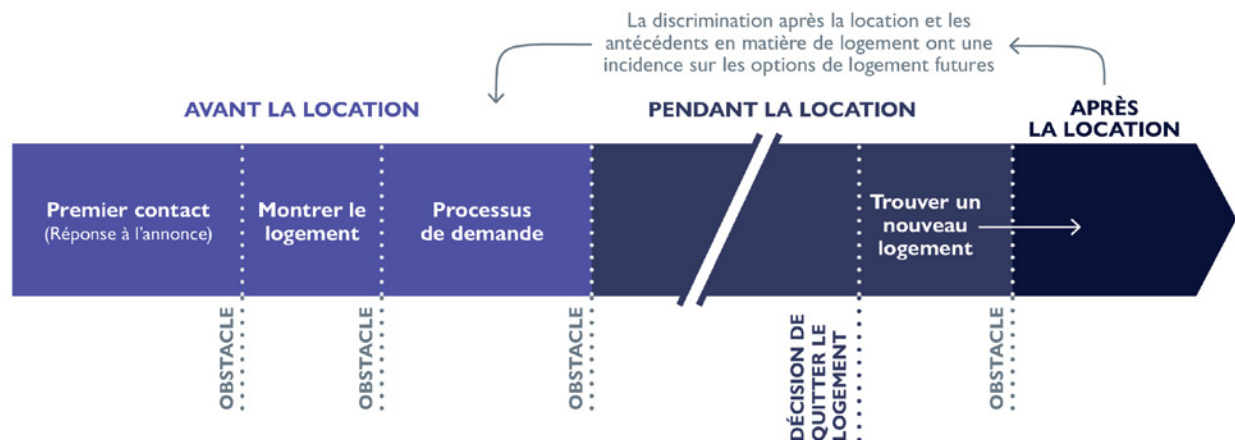 La discrimination après la location et les
antécédents en matière de logement ont une
incidence sur les options de logement futures
AVANT LA LOCATION
PENDANT LA LOCATION
APRÈS
LA LOCATION
Premier contact
(Réponse à l’annonce)
Montrer le
logement
Processus
de demande
Trouver un
nouveau
logement
OBSTACLE
OBSTACLE
OBSTACLE
DÉCISION DE
QUITTER LE
LOGEMENT
OBSTACLE